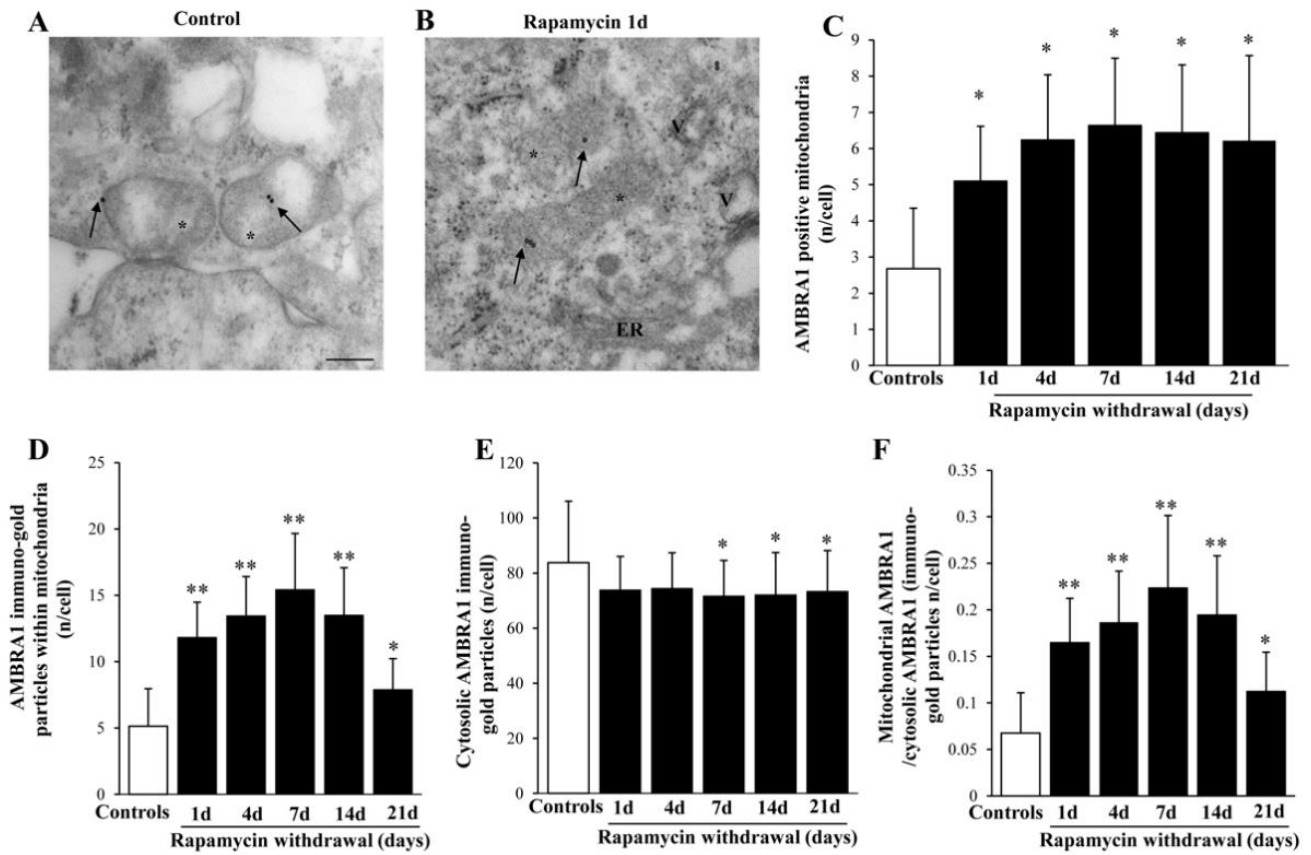 A
Control
*
*
B
Rapamycin 1d
V
*
*
V
ER
C
AMBRA1 positive mitochondria
(n/cell)
9
8
7
6
5
4
3
2
1
0
*
*
*
*
*
Controls
1d
4d
7d
14d
21d
Rapamycin withdrawal (days)
D
AMBRA1 immuno-gold
particles within mitochondria
(n/cell)
25
20
15
10
5
0
**
**
**
**
*
Controls
1d
4d
7d
14d
21d
Rapamycin withdrawal (days)
E
Cytosolic AMBRA1 immuno-
gold particles (n/cell)
120
100
80
60
40
20
0
*
*
*
Controls
1d
4d
7d
14d
21d
Rapamycin withdrawal (days)
F
Mitochondrial AMBRA1
/cytosolic AMBRA1 (immuno-
gold particles n/cell)
0.35
0.3
0.25
0.2
0.15
0.1
0.05
0
**
**
**
**
*
Controls
1d
4d
7d
14d
21d
Rapamycin withdrawal (days)